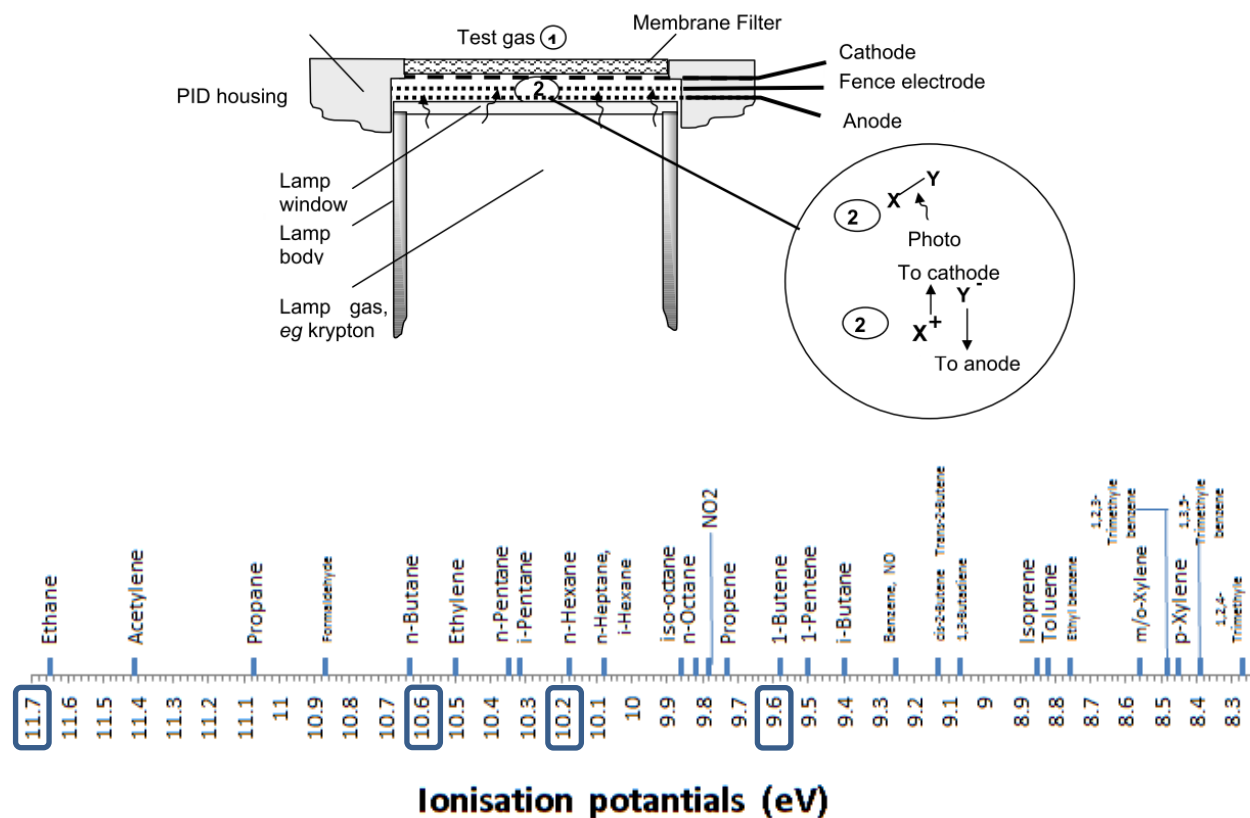 Test gas 1
Membrane Filter
Cathode
Fence electrode
Anode
PID housing
2
Lamp
window
Lamp
body
Lamp gas,
eg krypton
2
X
Y
Photo
To cathode
Y -
2
X+
To anode
Ethane
Acetylene
Propane
Formaldehyde
n-Butane
Ethylene
n-Pentane
i-Pentane
n-Hexane
n-Heptane,
i-Hexane
iso-octane
n-Octane
NO2
Propene
1-Butene
1-Pentene
i-Butane
Benzene, NO
cis-2-Butene Trans-2-Butene
1,3-Butadiene
Isoprene
Toluene
Ethyl benzene
1,2,3-
Trimethyle
benzene
m/o-Xylene
p-Xylene
1,3,5-
Trimethyle
benzene
1,2,4-
Trimethyle
11.7
11.6
11.5
11.4
11.3
11.2
11.1
11
10.9
10.8
10.7
10.6
10.5
10.4
10.3
10.2
10.1
10
9.9
9.8
9.7
9.6
9.5
9.4
9.3
9.2
9.1
9
8.9
8.8
8.7
8.6
8.5
8.4
8.3
Ionisation potantials (eV)